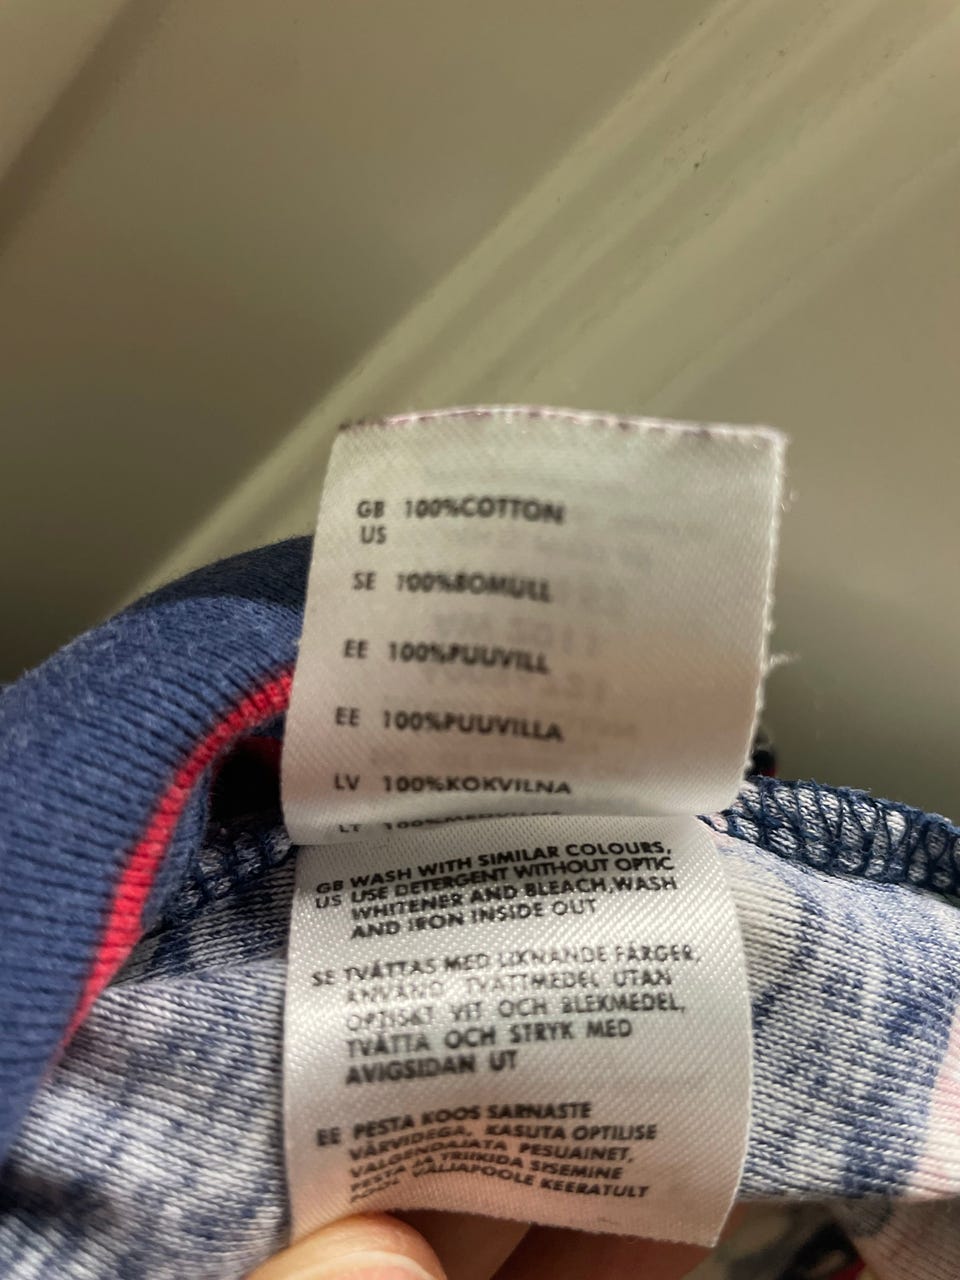 GB 100%COTTON
US
SE 100%BOMULL
EE 100%PUUVILL
EE 100%PUUVILLA
LV 100%KOKVILNA
LT 100%
GB WASH WITH SIMILAR COLOURS,
US USE DETERGENT WITHOUT OPTIC
WHITENER AND BLEACH,WASH
AND IRON INSIDE OUT
SE TVÄTTAS MED LIKNANDE FÄRGER,
ANVÄND TVÄTTMEDEL UTAN
OPTISKT VIT OCH BLEKMEDEL,
TVÄTTA OCH STRYK MED
AVIGSIDAN UT
EE PESTA KOOS SARNASTE
VÄRVIDEGA, KASUTA OPTILISE
VALGENDAJATA PESUAINET,
PESTA JA TRIIKIDA SISEMINE
POOL VÄLJAPOOLE KEERATULT